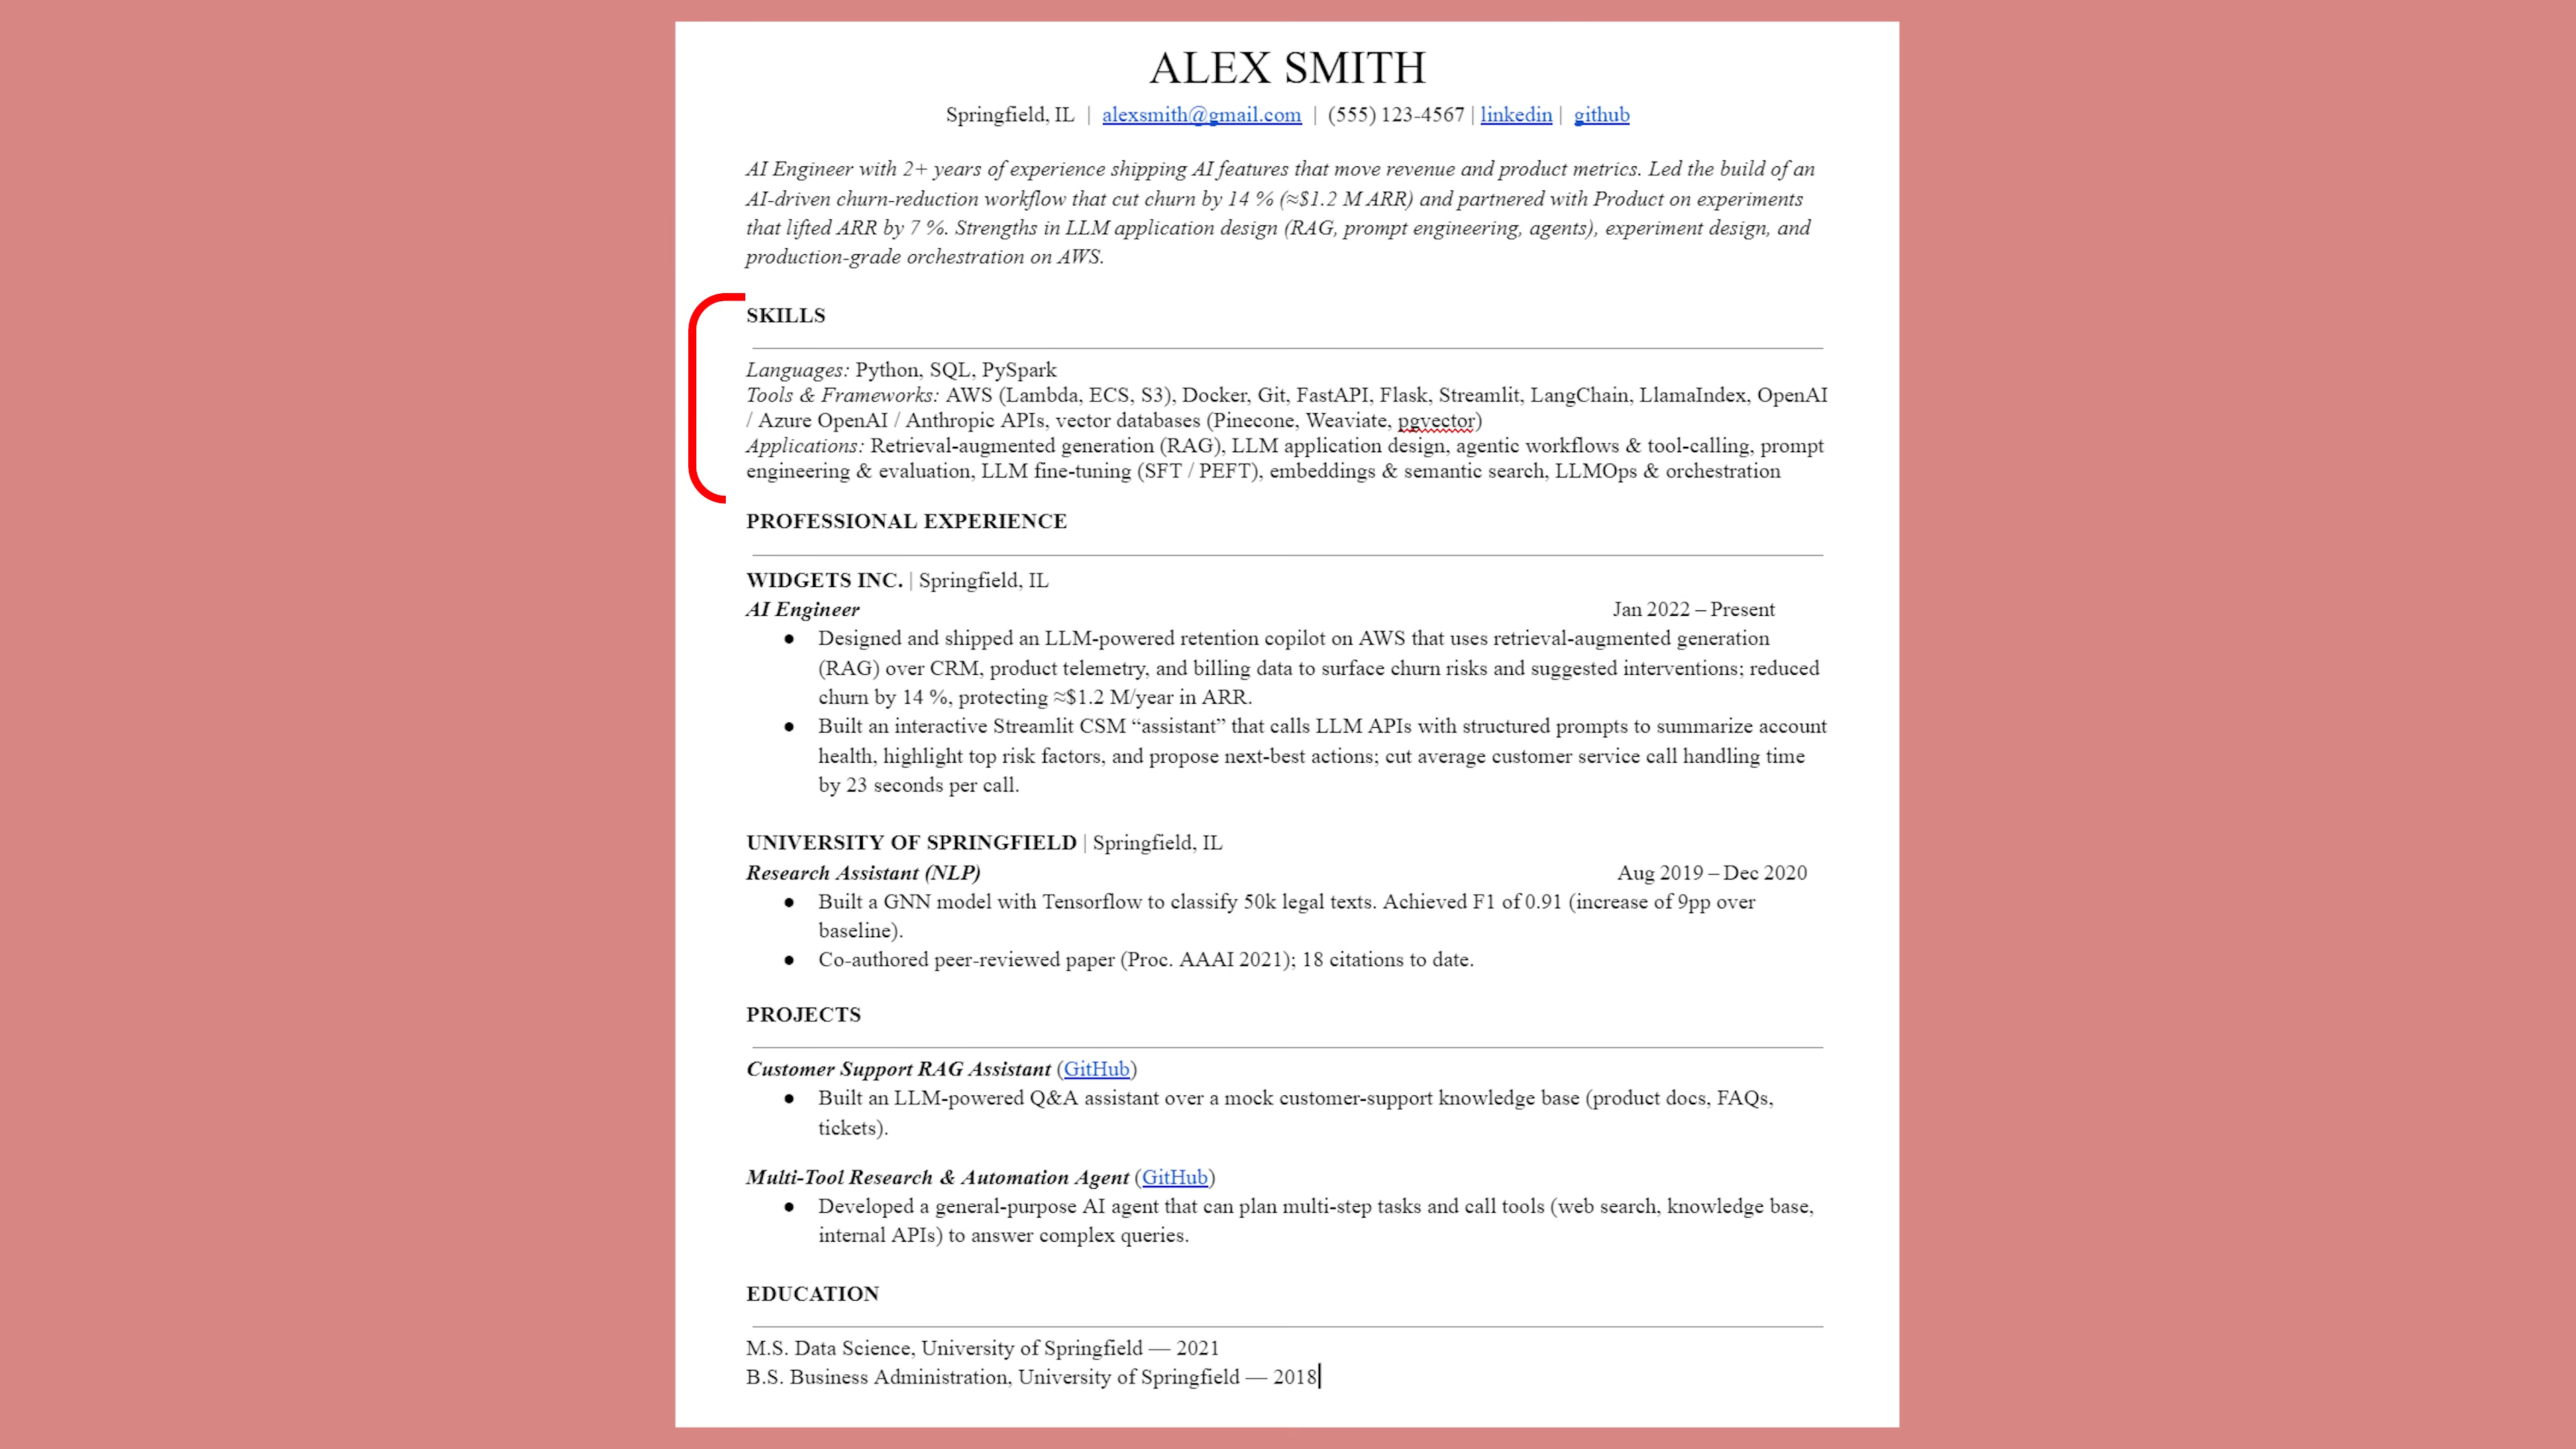 ALEX SMITH
Springfield, IL | alexsmith@gmail.com | (555) 123-4567 | linkedin | github
AI Engineer with 2+ years of experience shipping AI features that move revenue and product metrics. Led the build of an
AI-driven churn-reduction workflow that cut churn by 14 % (≈$1.2 M ARR) and partnered with Product on experiments
that lifted ARR by 7 %. Strengths in LLM application design (RAG, prompt engineering, agents), experiment design, and
production-grade orchestration on AWS.
SKILLS
Languages: Python, SQL, PySpark
Tools & Frameworks: AWS (Lambda, ECS, S3), Docker, Git, FastAPI, Flask, Streamlit, LangChain, LlamaIndex, OpenAI
/ Azure OpenAI / Anthropic APIs, vector databases (Pinecone, Weaviate, pgvector)
Applications: Retrieval-augmented generation (RAG), LLM application design, agentic workflows & tool-calling, prompt
engineering & evaluation, LLM fine-tuning (SFT / PEFT), embeddings & semantic search, LLMOps & orchestration
PROFESSIONAL EXPERIENCE
WIDGETS INC. | Springfield, IL
AI Engineer Jan 2022 – Present
● Designed and shipped an LLM-powered retention copilot on AWS that uses retrieval-augmented generation
(RAG) over CRM, product telemetry, and billing data to surface churn risks and suggested interventions; reduced
churn by 14 %, protecting ≈$1.2 M/year in ARR.
● Built an interactive Streamlit CSM “assistant” that calls LLM APIs with structured prompts to summarize account
health, highlight top risk factors, and propose next-best actions; cut average customer service call handling time
by 23 seconds per call.
UNIVERSITY OF SPRINGFIELD | Springfield, IL
Research Assistant (NLP) Aug 2019 – Dec 2020
● Built a GNN model with Tensorflow to classify 50k legal texts. Achieved F1 of 0.91 (increase of 9pp over
baseline).
● Co-authored peer-reviewed paper (Proc. AAAI 2021); 18 citations to date.
PROJECTS
Customer Support RAG Assistant (GitHub)
● Built an LLM-powered Q&A assistant over a mock customer-support knowledge base (product docs, FAQs,
tickets).
Multi-Tool Research & Automation Agent (GitHub)
● Developed a general-purpose AI agent that can plan multi-step tasks and call tools (web search, knowledge base,
internal APIs) to answer complex queries.
EDUCATION
M.S. Data Science, University of Springfield — 2021
B.S. Business Administration, University of Springfield — 2018